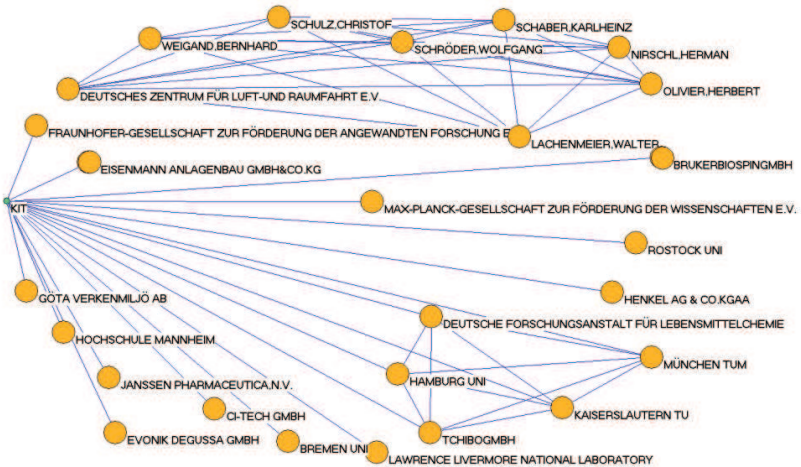 SCHULZ,CHRISTOF
SCHABER,KARLHEINZ
WEIGAND,BERNHARD
SCHRÖDER,WOLFGANG
NIRSCHL,HERMAN
OLIVIER,HERBERT
DEUTSCHES ZENTRUM FÜR LUFT-UND RAUMFAHRT E.V.
FRAUNHOFER-GESELLSCHAFT ZUR FÖRDERUNG DER ANGEWANDTEN FORSCHUNG E
LACHENMEIER,WALTER
EISENMANN ANLAGENBAU GMBH&CO.KG
BRUKERBIOSPINGMBH
KIT
MAX-PLANCK-GESELLSCHAFT ZUR FÖRDERUNG DER WISSENSCHAFTEN E.V.
ROSTOCK UNI
GÖTA VERKENMILJÖ AB
HENKEL AG & CO.KGAA
DEUTSCHE FORSCHUNGSANSTALT FÜR LEBENSMITTELCHEMIE
HOCHSCHULE MANNHEIM
MÜNCHEN TUM
JANSSEN PHARMACEUTICA,N.V.
HAMBURG UNI
CI-TECH GMBH
KAISERSLAUTERN TU
EVONIK DEGUSSA GMBH
TCHIBOGMBH
BREMEN UNI
LAWRENCE LIVERMORE NATIONAL LABORATORY